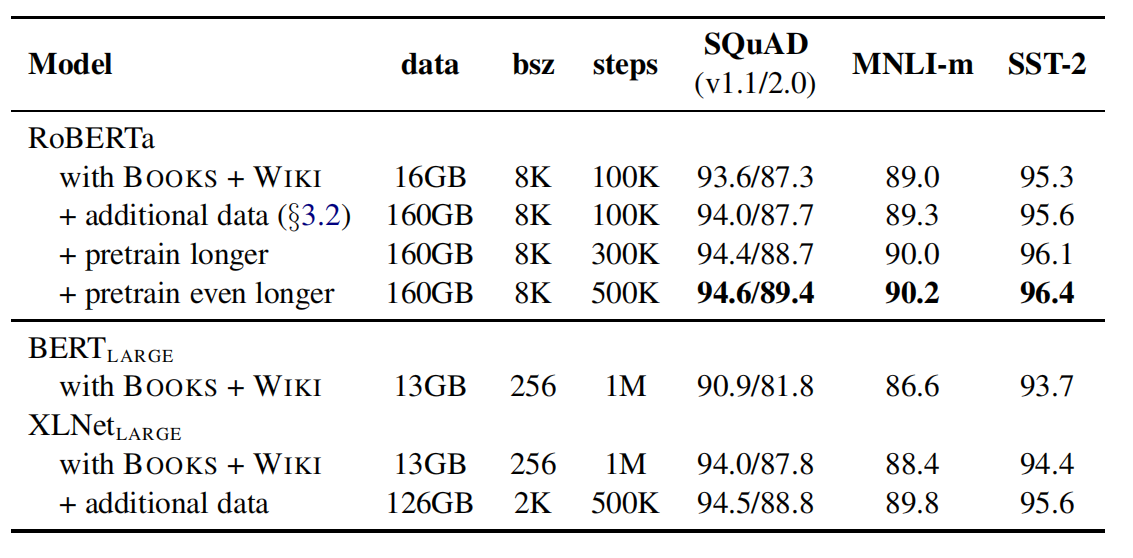 Model data bsz steps SQuAD (v1.1/2.0) MNLI-m SST-2
RoBERTa
with BOOKS + WIKI 16GB 8K 100K 93.6/87.3 89.0 95.3
+ additional data (§3.2) 160GB 8K 100K 94.0/87.7 89.3 95.6
+ pretrain longer 160GB 8K 300K 94.4/88.7 90.0 96.1
+ pretrain even longer 160GB 8K 500K 94.6/89.4 90.2 96.4
BERTLARGE
with BOOKS + WIKI 13GB 256 1M 90.9/81.8 86.6 93.7
XLNetLARGE
with BOOKS + WIKI 13GB 256 1M 94.0/87.8 88.4 94.4
+ additional data 126GB 2K 500K 94.5/88.8 89.8 95.6